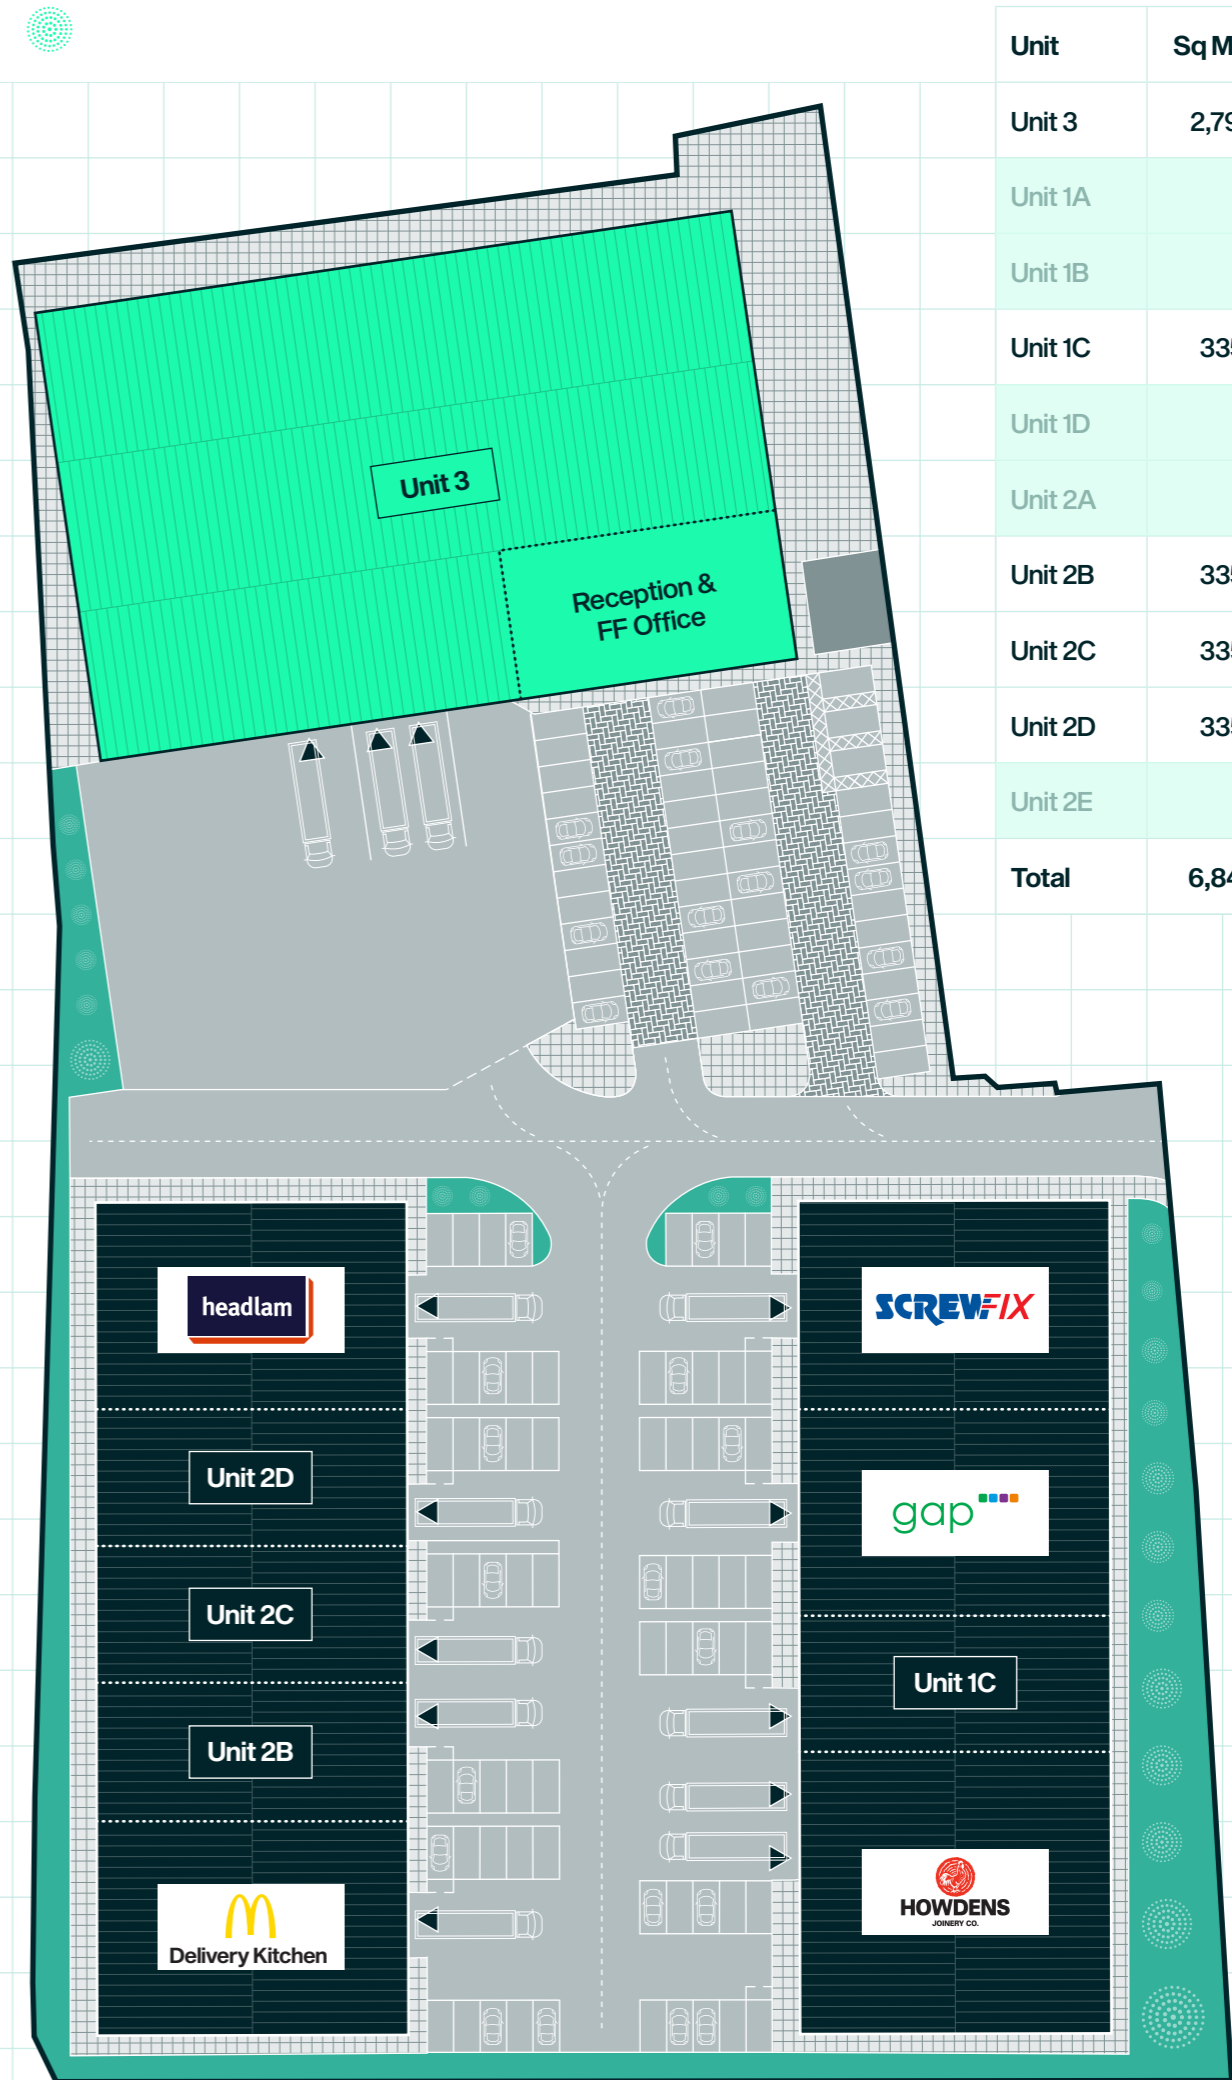 Unit Sq M
Unit 3
Unit 1A
Unit 1B
Unit 1C
Unit 1D
Unit 2A
Unit 2B
Unit 2C
Unit 2D
Unit 2E
Total
Unit 3
Reception &
FF Office
headlam
SCREWFIX
Unit 2D
gap
Unit 2C
Unit 1C
Unit 2B
HOWDENS
JOINERY CO.
Delivery Kitchen